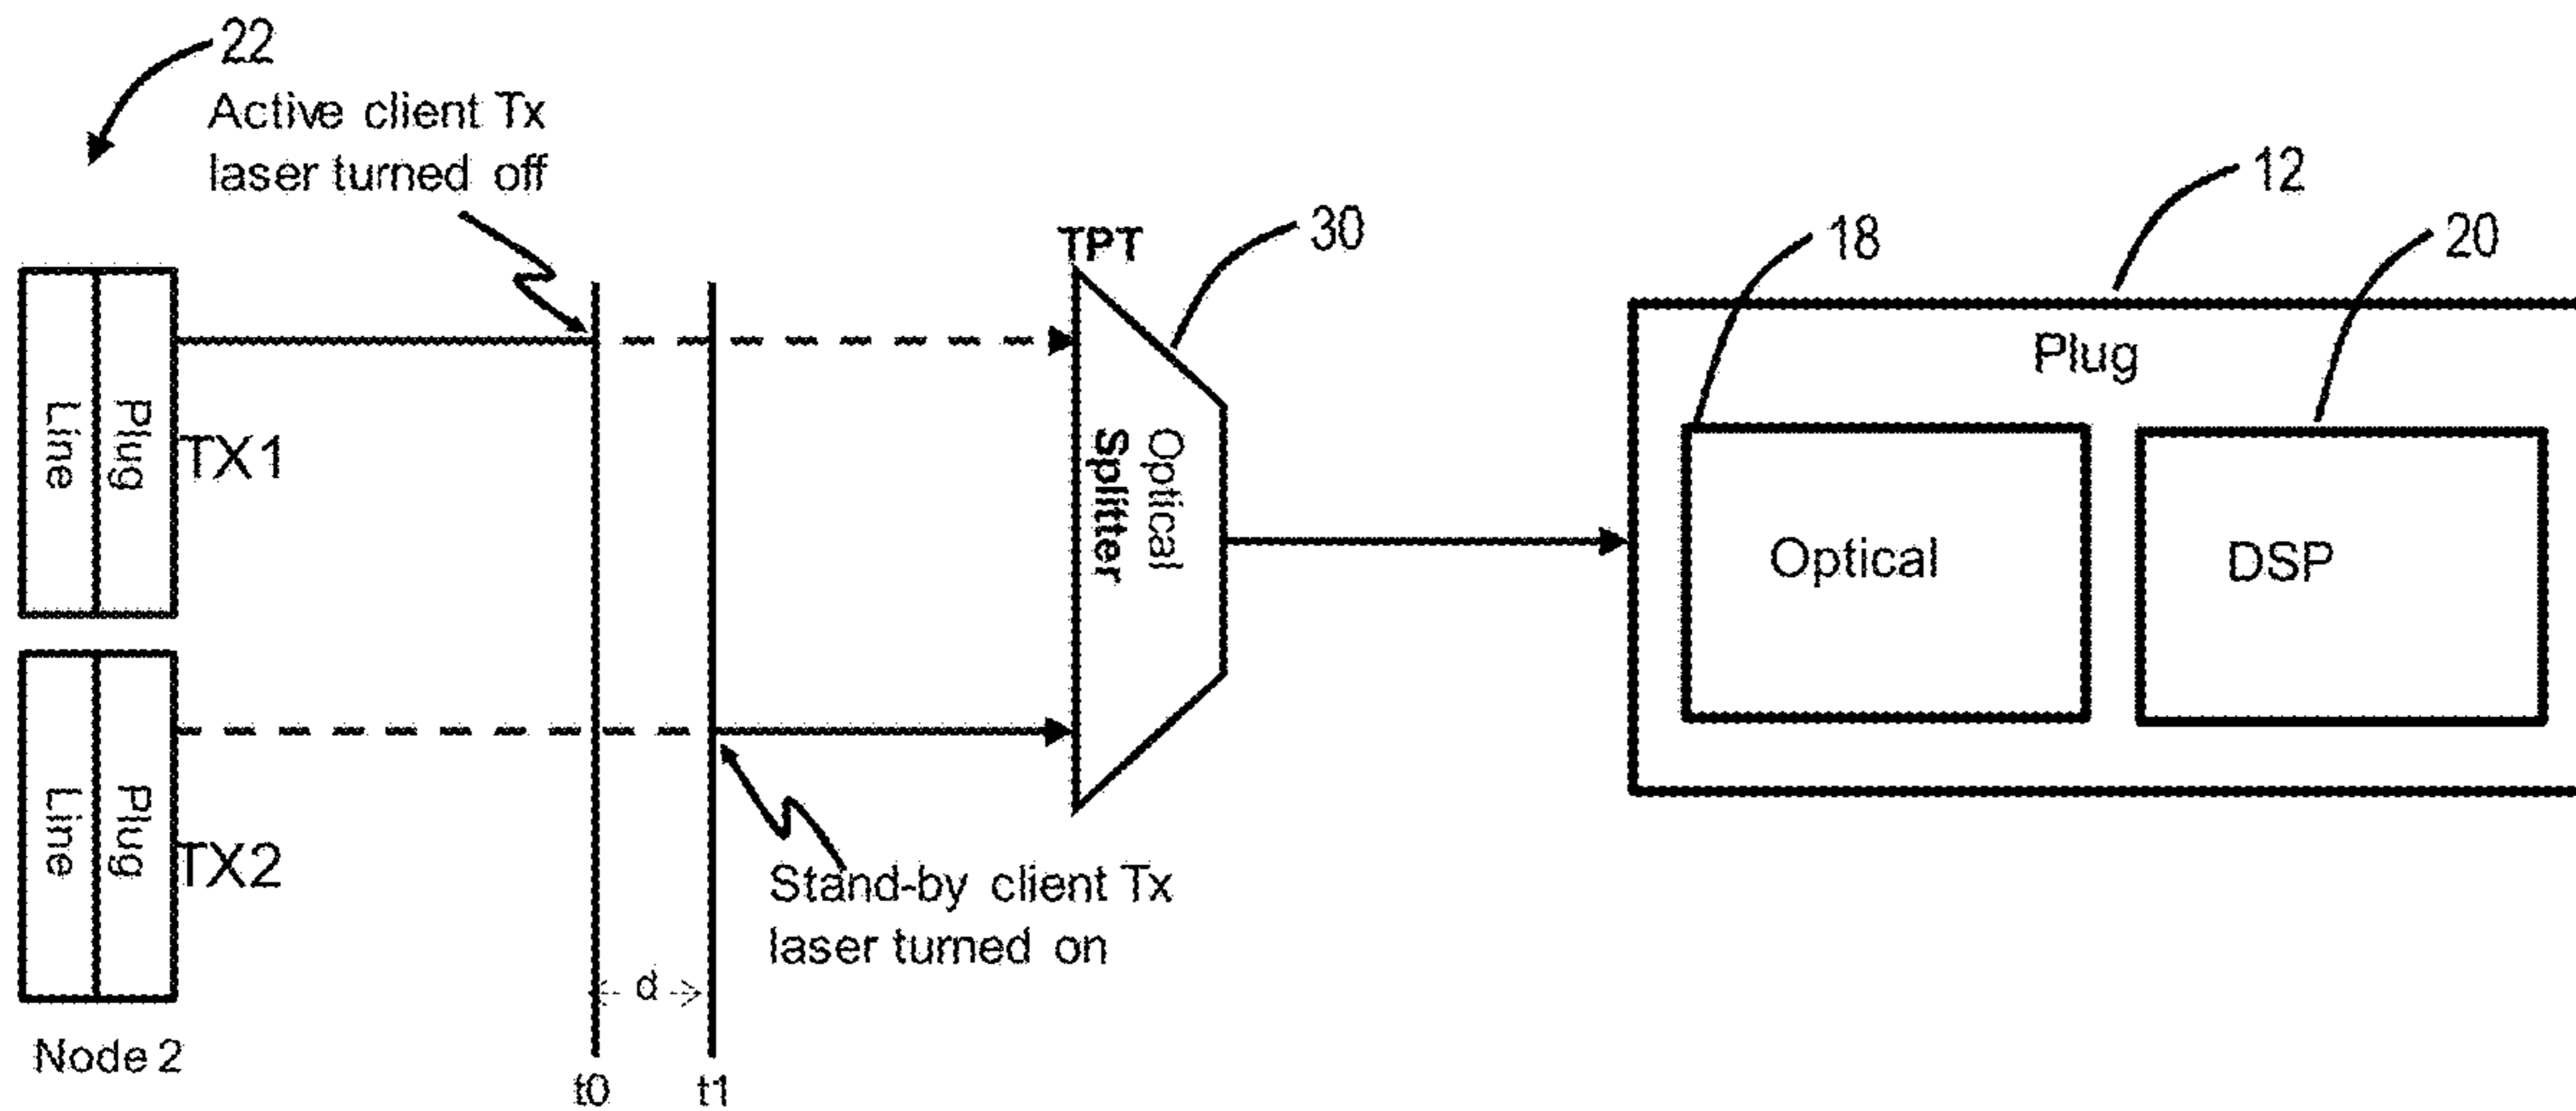 22
Active client Tx
laser turned off
12
TPT
30
18
20
Plug
Line
Plug
TX1
Optical
Splitter
Optical
DSP
Line
Plug
TX2
Stand-by client Tx
laser turned on
d
Node 2
t0
t1